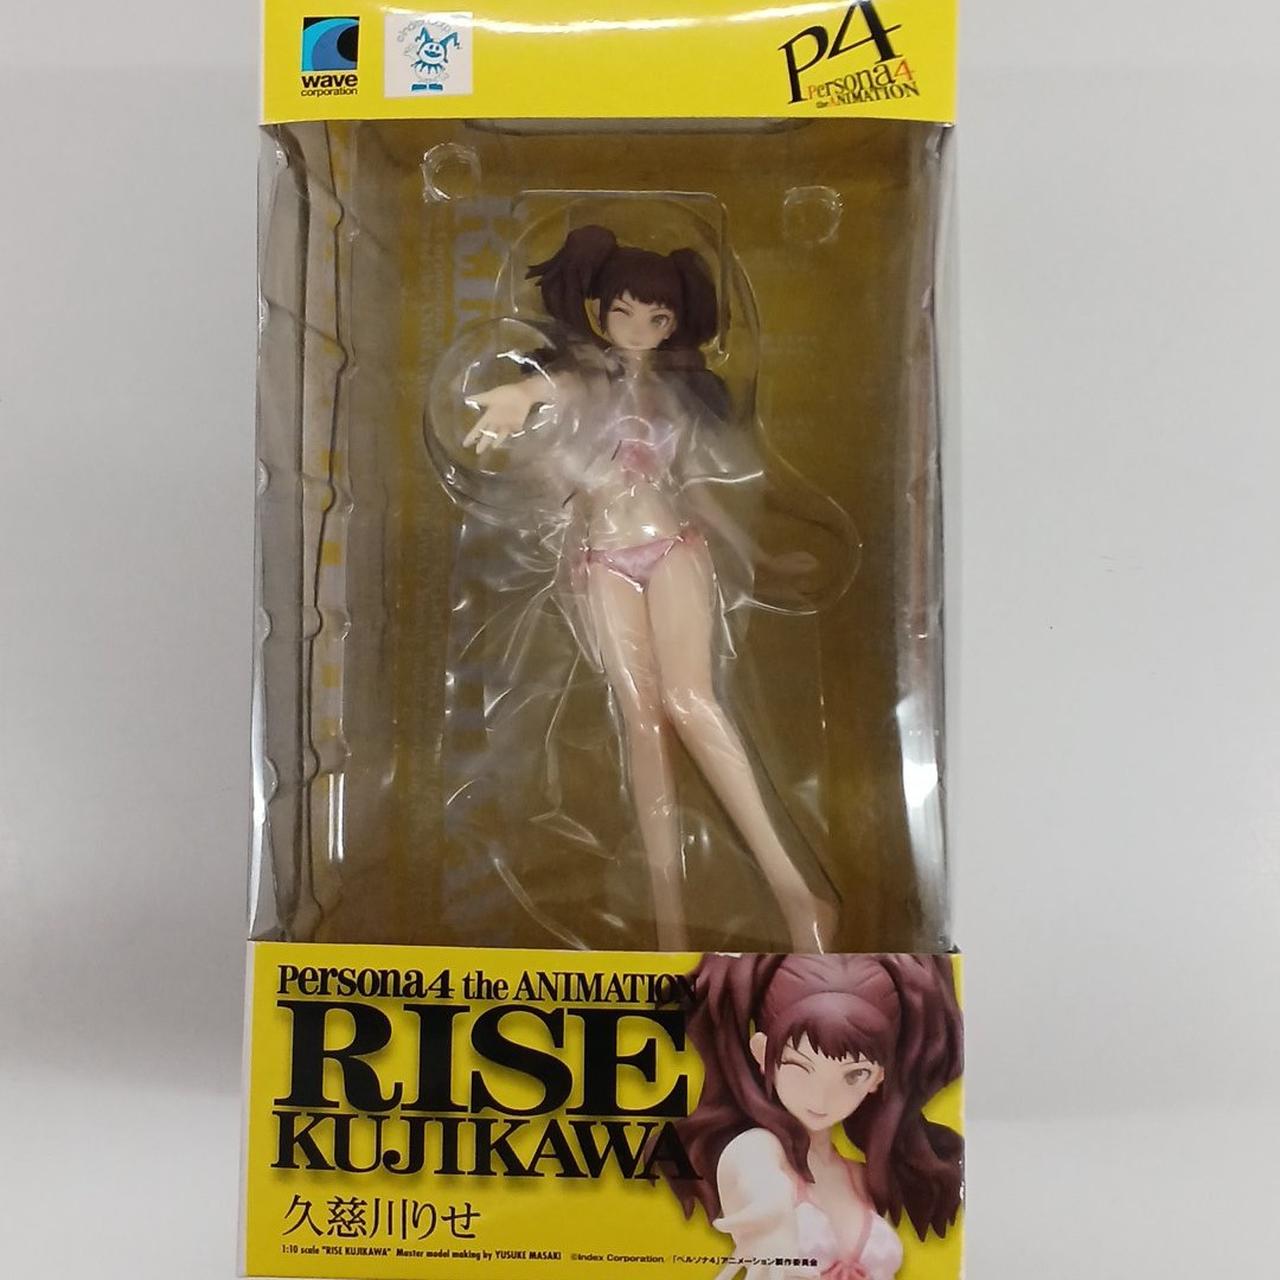 wave
corporation
P4
Persona4
the ANIMATION
Persona4 the ANIMATION
RISE
KUJIKAWA
久慈川りせ
1:10 scale "RISE KUJIKAWA" Master model making by YUSUKE MASAKI ©Index Corporation/「ペルソナ4」アニメーション製作委員会